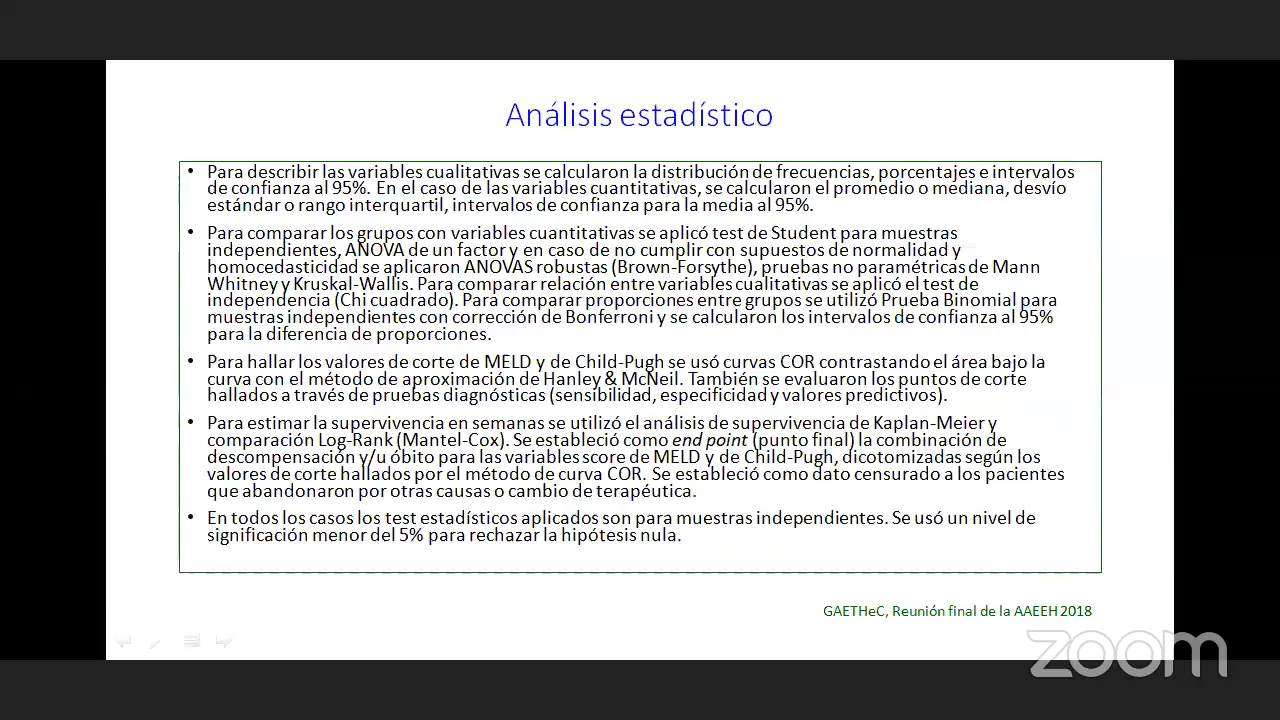 Análisis estadístico
• Para describir las variables cualitativas se calcularon la distribución de frecuencias, porcentajes e intervalos
de confianza al 95%. En el caso de las variables cuantitativas, se calcularon el promedio o mediana, desvío
estándar o rango interquartil, intervalos de confianza para la media al 95%.
• Para comparar los grupos con variables cuantitativas se aplicó test de Student para muestras
independientes, ANOVA de un factor y en caso de no cumplir con supuestos de normalidad y
homocedasticidad se aplicaron ANOVAS robustas (Brown-Forsythe), pruebas no paramétricas de Mann
Whitney y Kruskal-Wallis. Para comparar relación entre variables cualitativas se aplicó el test de
independencia (Chi cuadrado). Para comparar proporciones entre grupos se utilizó Prueba Binomial para
muestras independientes con corrección de Bonferroni y se calcularon los intervalos de confianza al 95%
para la diferencia de proporciones.
• Para hallar los valores de corte de MELD y de Child-Pugh se usó curvas COR contrastando el área bajo la
curva con el método de aproximación de Hanley & McNeil. También se evaluaron los puntos de corte
hallados a través de pruebas diagnósticas (sensibilidad, especificidad y valores predictivos).
• Para estimar la supervivencia en semanas se utilizó el análisis de supervivencia de Kaplan-Meier y
comparación Log-Rank (Mantel-Cox). Se estableció como end point (punto final) la combinación de
descompensación y/u óbito para las variables score de MELD y de Child-Pugh, dicotomizadas según los
valores de corte hallados por el método de curva COR. Se estableció como dato censurado a los pacientes
que abandonaron por otras causas o cambio de terapéutica.
• En todos los casos los test estadísticos aplicados son para muestras independientes. Se usó un nivel de
significación menor del 5% para rechazar la hipótesis nula.
GAETHeC, Reunión final de la AAEEH 2018
zoom